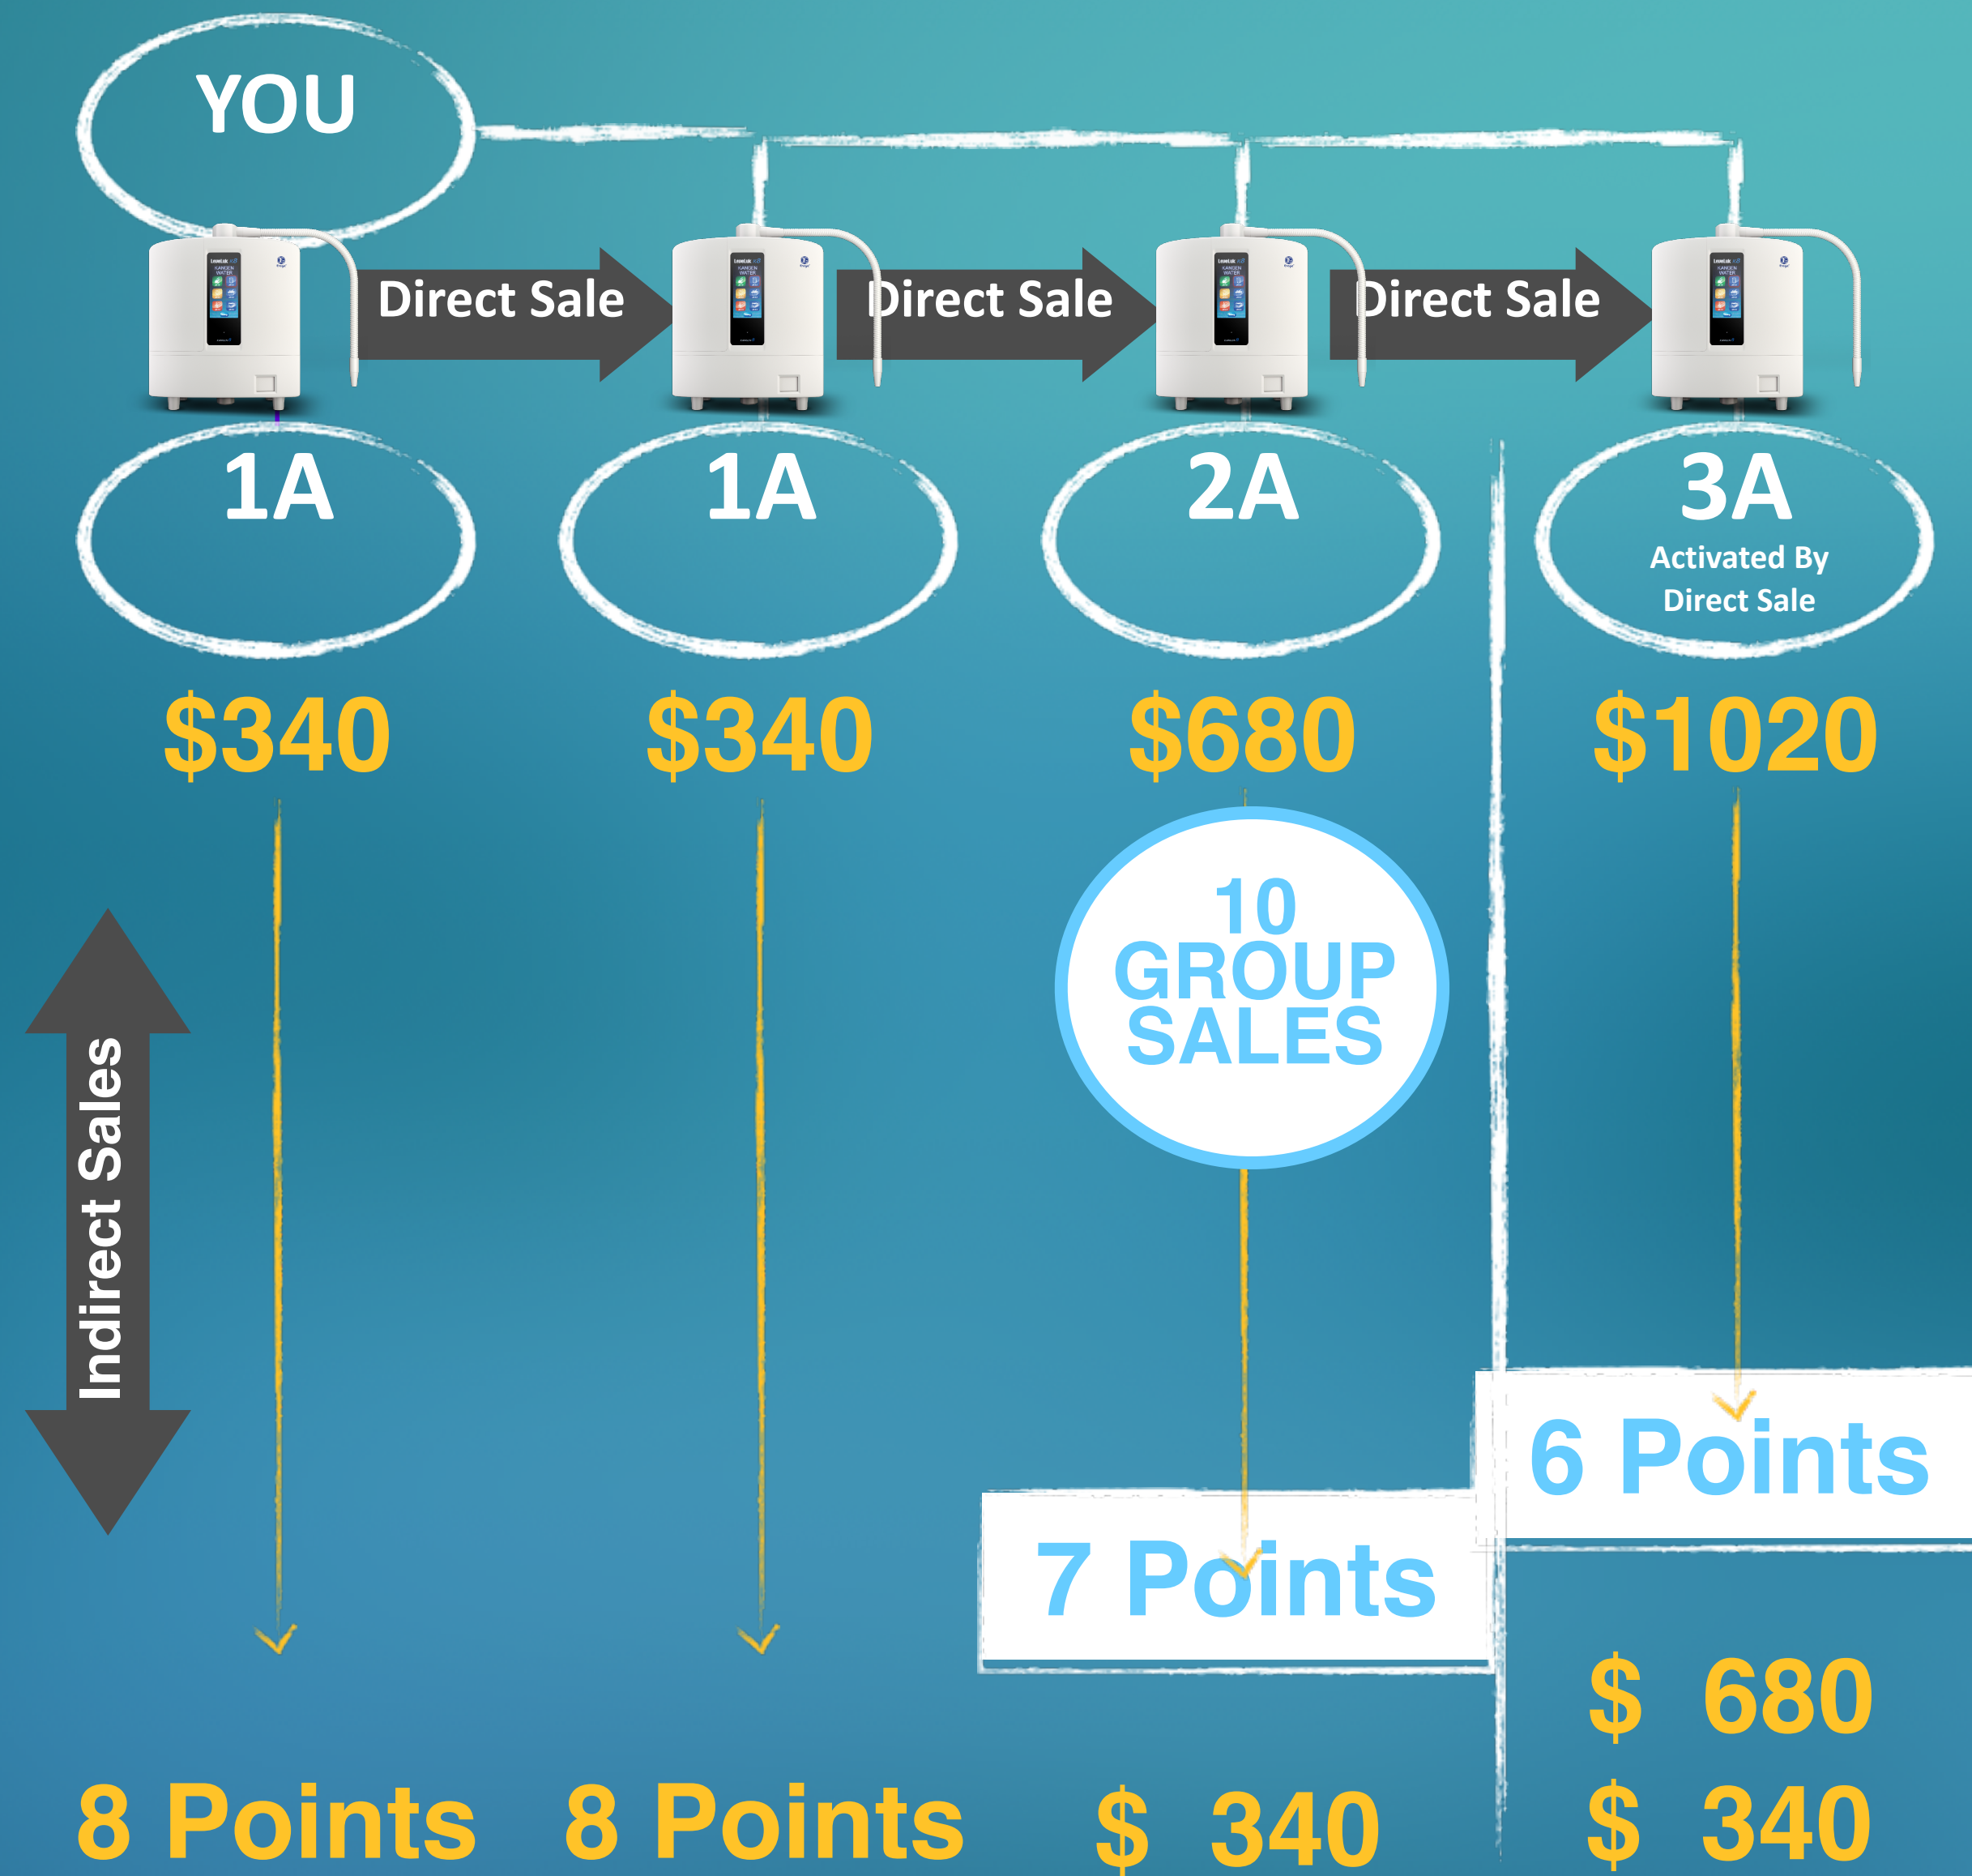 YOU
Direct Sale
Direct Sale
Direct Sale
1A
1A
2A
3A
Activated By
Direct Sale
$340
$340
$680
$1020
10
GROUP
SALES
Indirect Sales
6 Points
7 Points
$ 680
8 Points
8 Points
$ 340
$ 340